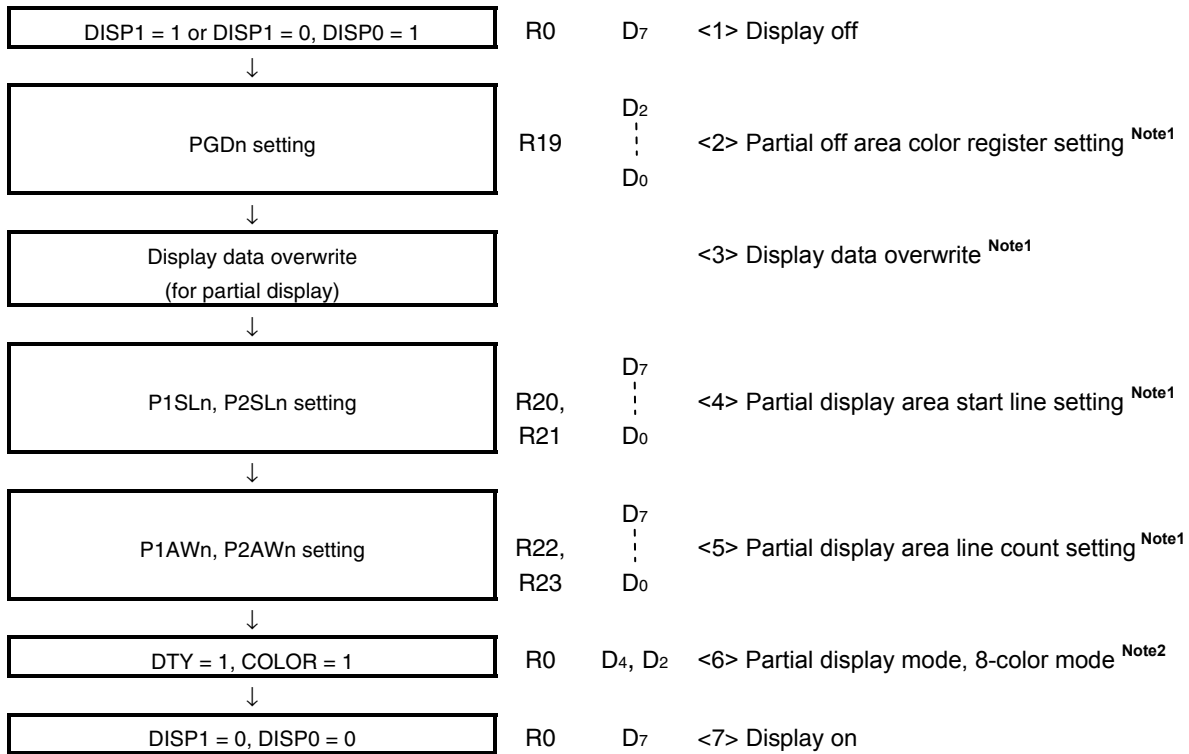 DISP1 = 1 or DISP1 = 0, DISP0 = 1 R0 D7 <1> Display off
↓
D2
PGDn setting R19 <2> Partial off area color register setting Note1
D0
↓
Display data overwrite <3> Display data overwrite Note1
(for partial display)
↓
D7
P1SLn, P2SLn setting R20, <4> Partial display area start line setting Note1
R21 D0
↓
D7
P1AWn, P2AWn setting R22, <5> Partial display area line count setting Note1
R23 D0
↓
DTY = 1, COLOR = 1 R0 D4, D2 <6> Partial display mode, 8-color mode Note2
↓
DISP1 = 0, DISP0 = 0 R0 D7 <7> Display on